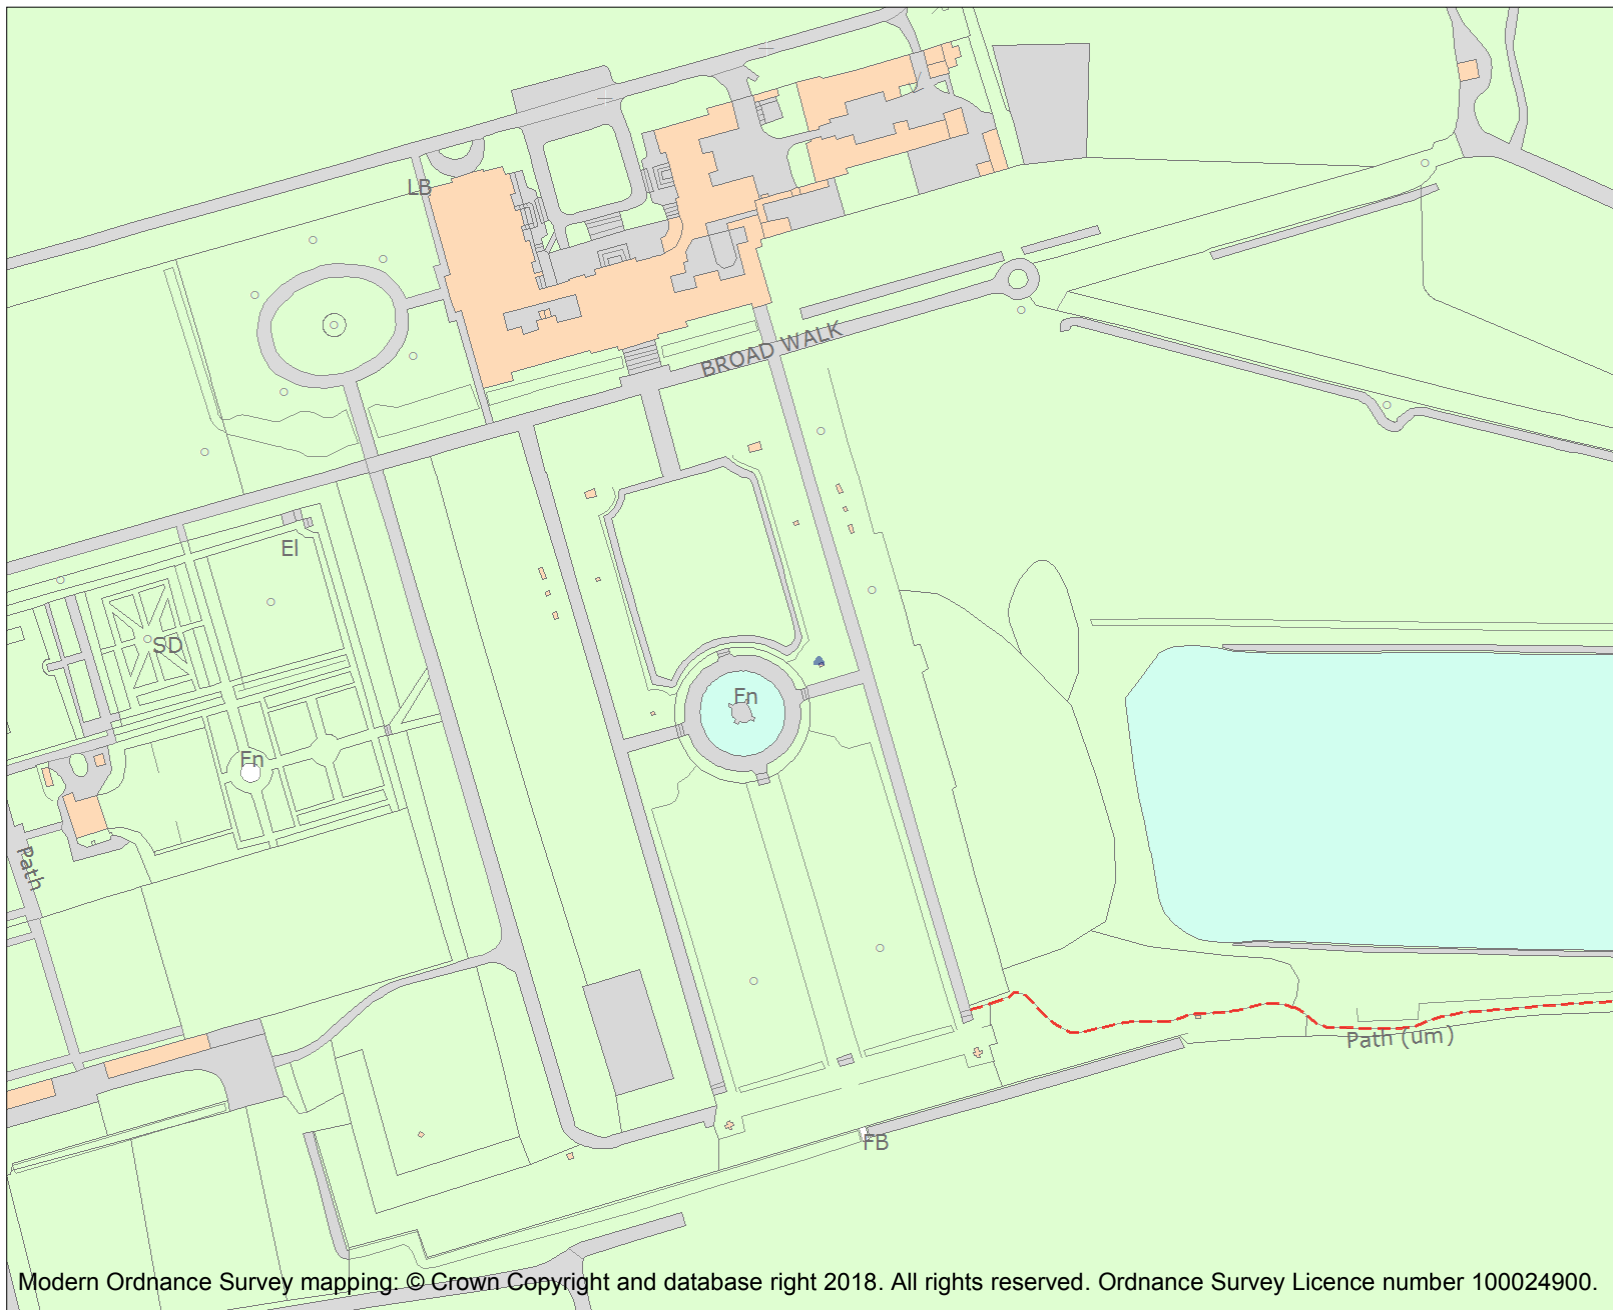 LB
BROAD WALK
El
SD
Fn
Fn
Path
Path (um)
FB
Modern Ordnance Survey mapping: © Crown Copyright and database right 2018. All rights reserved. Ordnance Survey Licence number 100024900.